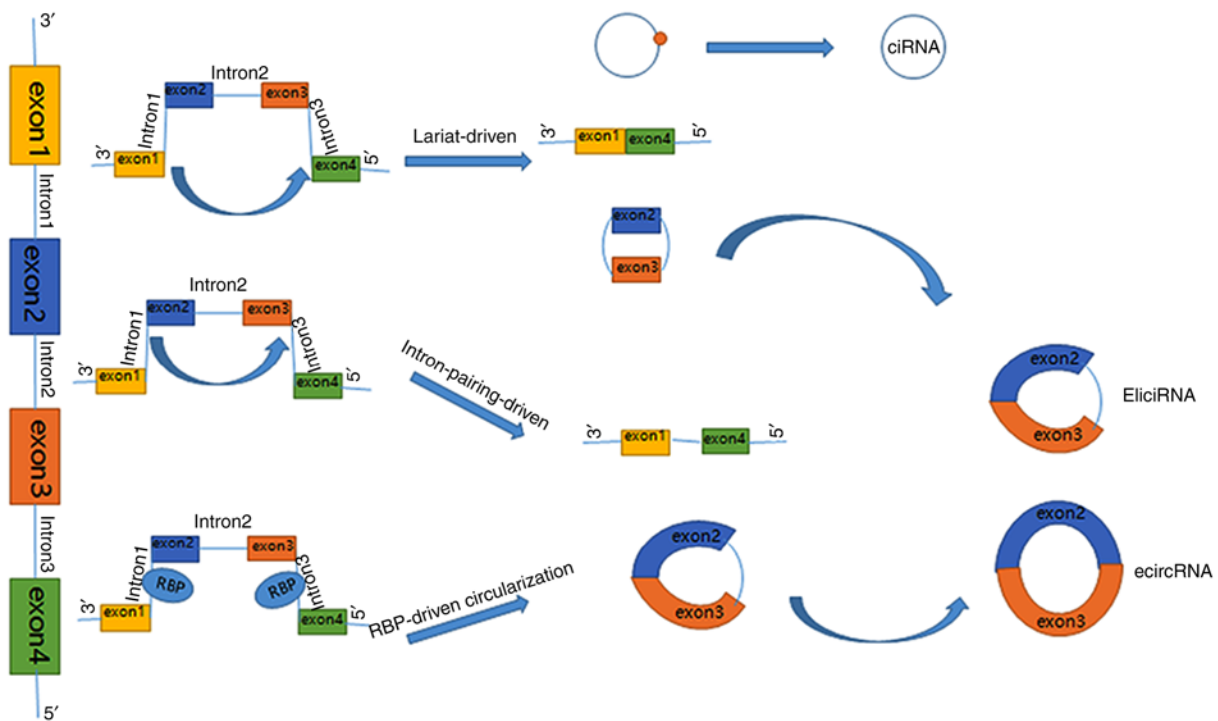 3′
exon1
Intron1
exon2
Intron2
exon3
Intron3
exon4
5′
3′
exon1
Intron1
exon2
Intron2
exon3
Intron3
exon4
5′
Lariat-driven
ciRNA
3′
exon1
exon4
5′
exon2
exon3
3′
exon1
Intron1
exon2
Intron2
exon3
Intron3
exon4
5′
Intron-pairing-driven
3′
exon1
exon4
5′
exon2
exon3
EliciRNA
3′
exon1
Intron1
RBP
exon2
Intron2
exon3
RBP
Intron3
exon4
5′
RBP-driven circularization
exon2
exon3
exon2
exon3
ecircRNA